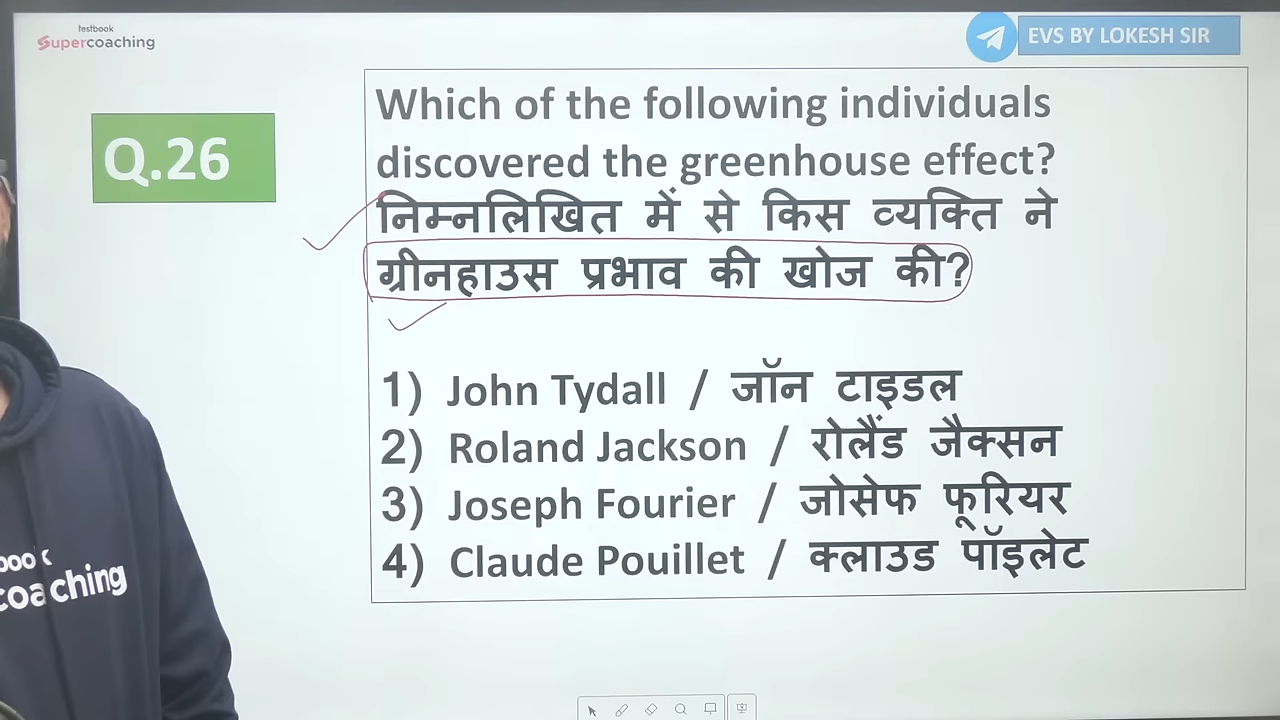 testbook
Supercoaching
EVS BY LOKESH SIR
Q.26
Which of the following individuals
discovered the greenhouse effect?
निम्नलिखित में से किस व्यक्ति ने
ग्रीनहाउस प्रभाव की खोज की?
1) John Tydall / जॉन टाइडल
2) Roland Jackson / रोलैंड जैक्सन
3) Joseph Fourier / जोसेफ फूरियर
4) Claude Pouillet / क्लाउड पॉइलेट
book
coaching